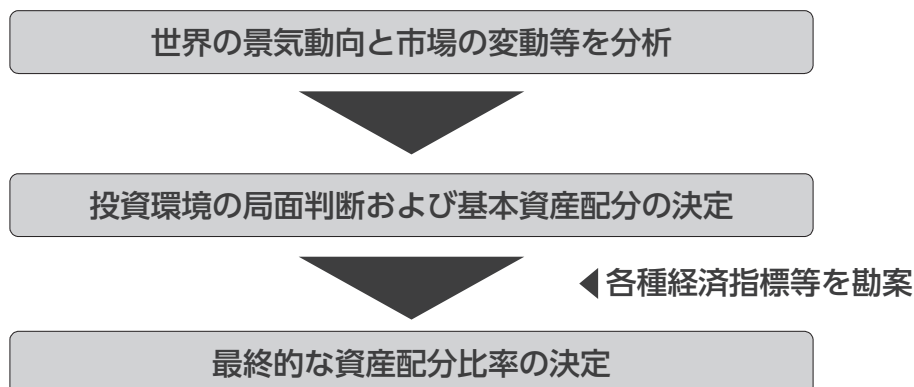 世界の景気動向と市場の変動等を分析
投資環境の局面判断および基本資産配分の決定
各種経済指標等を勘案
最終的な資産配分比率の決定